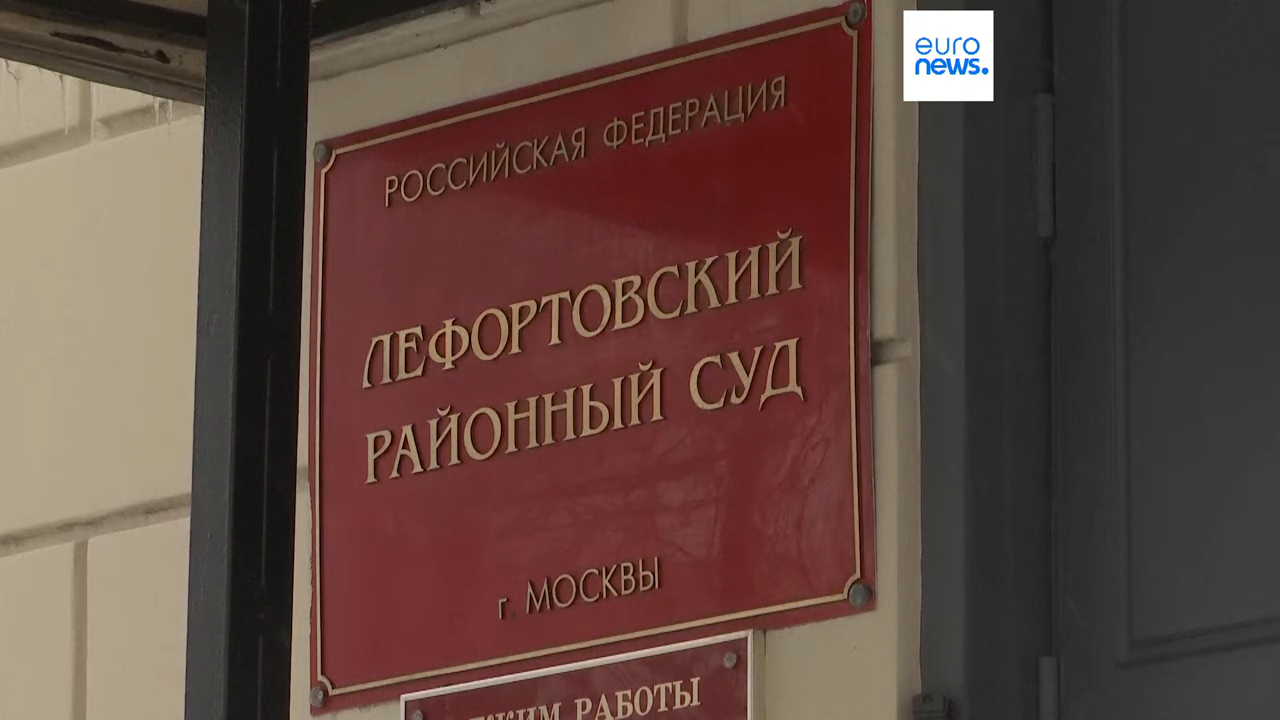 euro
news.
РОССИЙСКАЯ ФЕДЕРАЦИЯ
ЛЕФОРТОВСКИЙ
РАЙОННЫЙ СУД
г. МОСКВЫ
РАБОТЫ